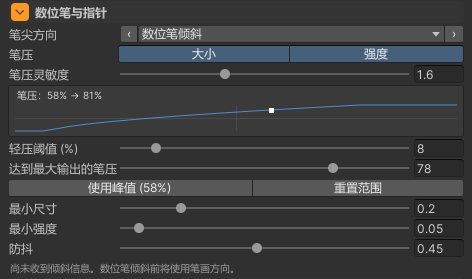 数位笔与指针
笔尖方向 ‹ 数位笔倾斜 ›
笔压 大小 强度
笔压灵敏度 1.6
笔压：58% → 81%
轻压阈值 (%) 8
达到最大输出的笔压 78
使用峰值 (58%) 重置范围
最小尺寸 0.2
最小强度 0.05
防抖 0.45
尚未收到倾斜信息。数位笔倾斜前将使用笔画方向。